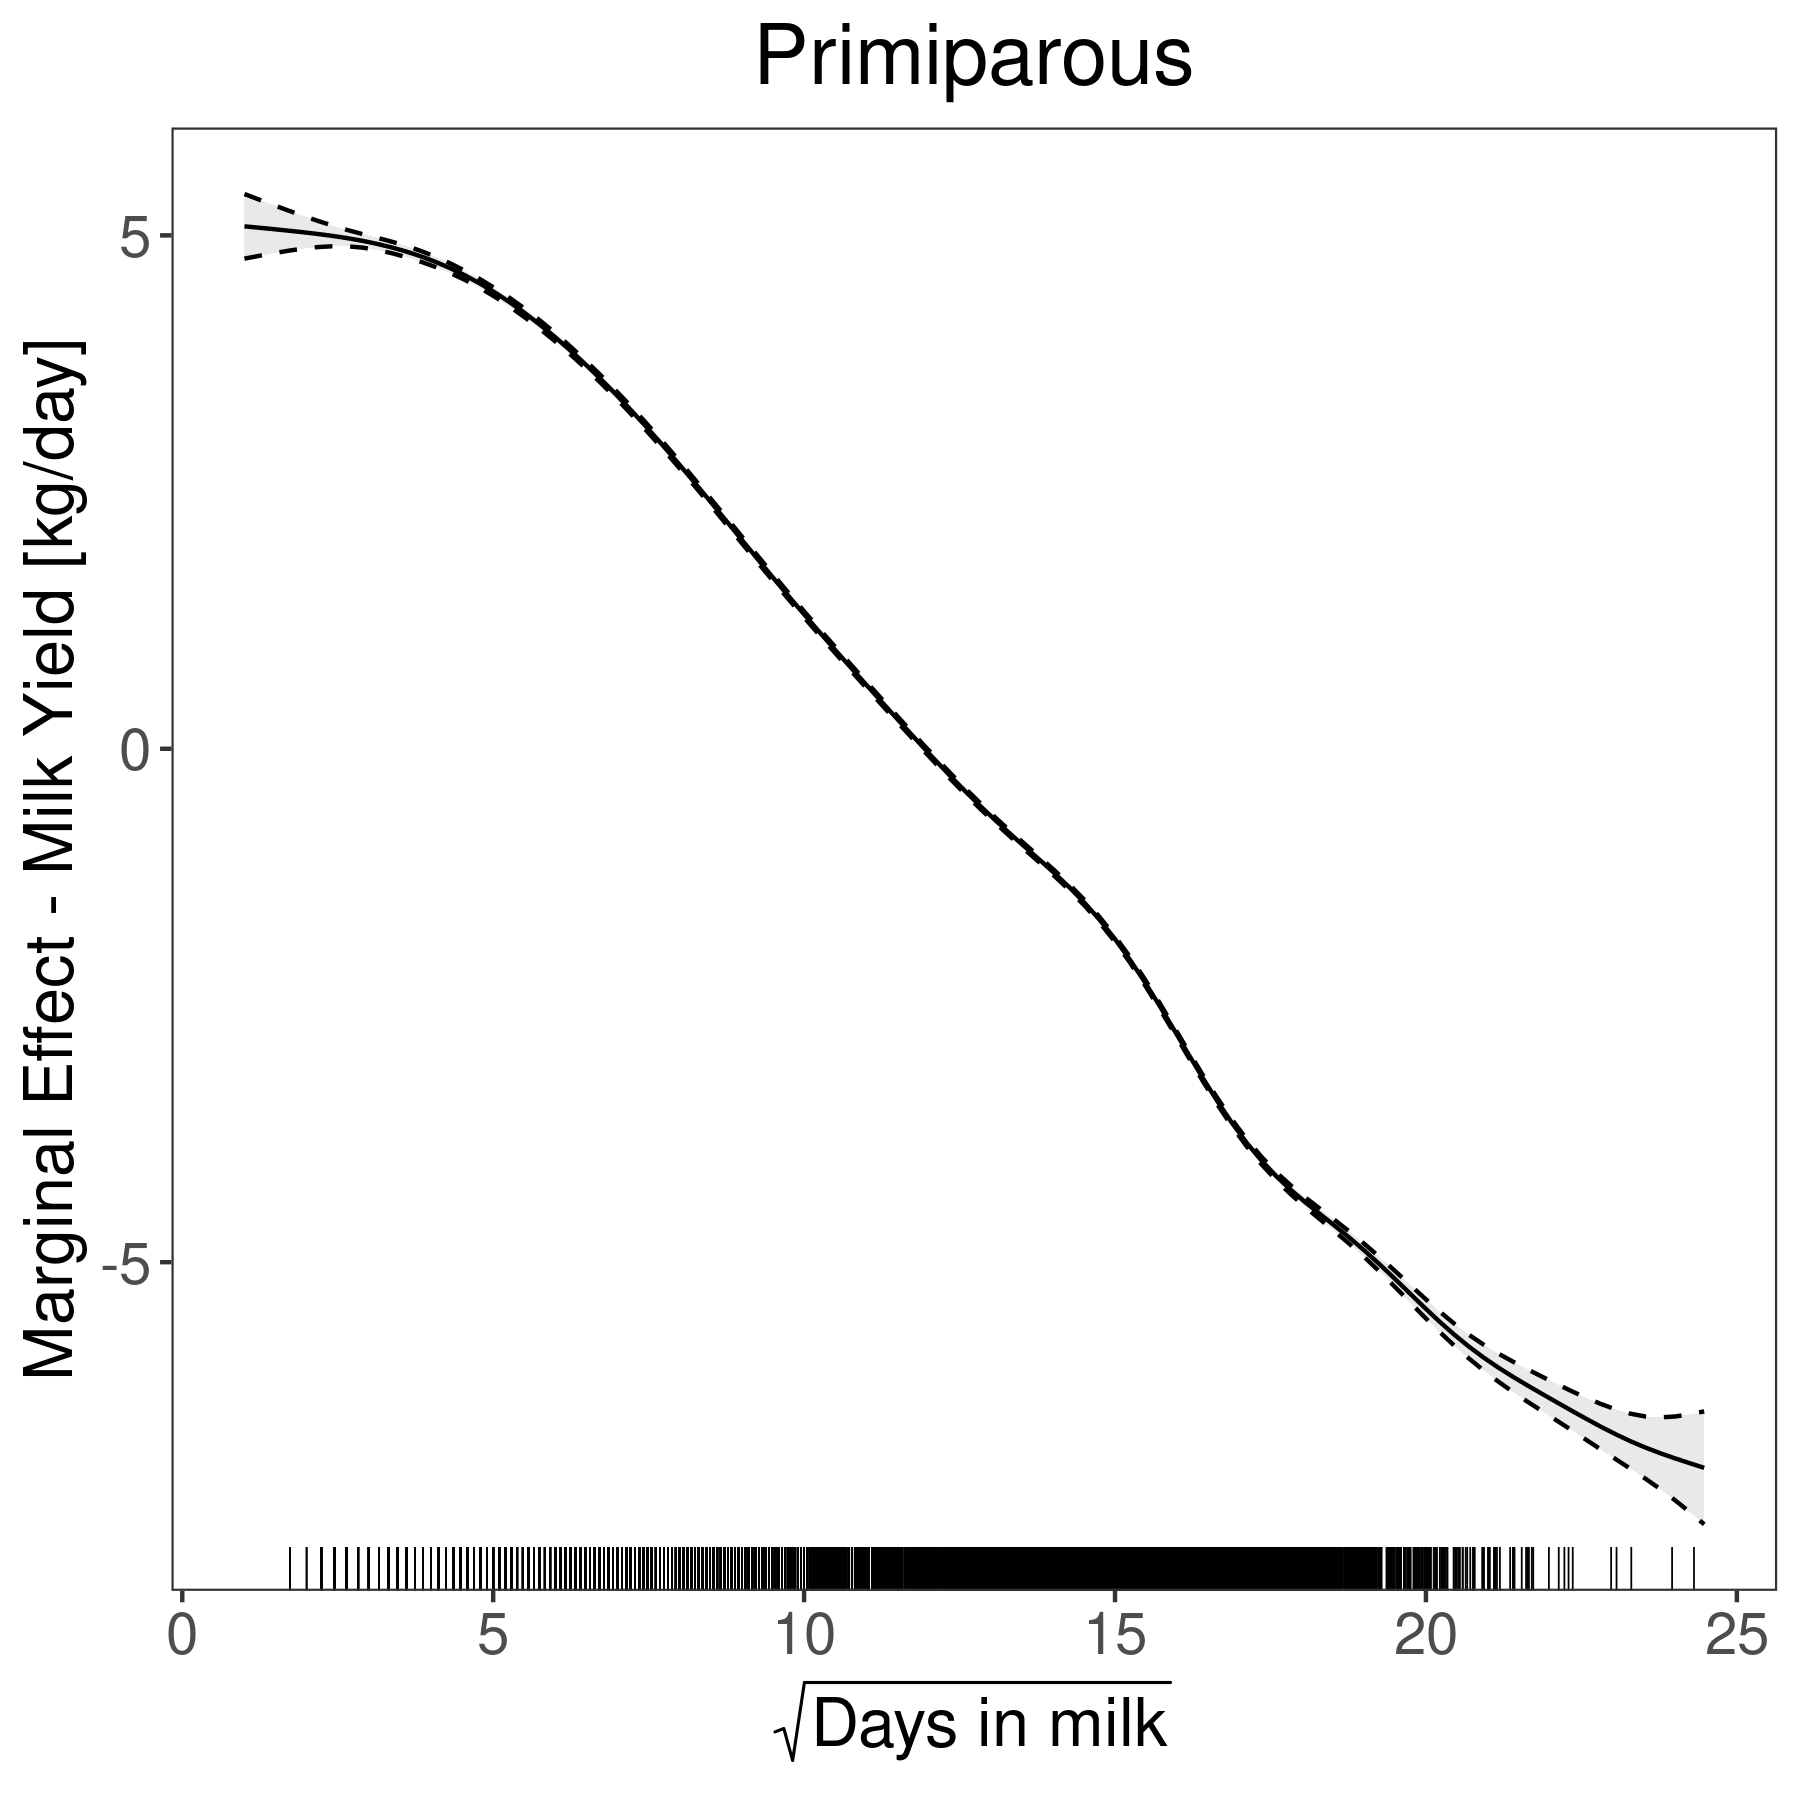 Primiparous
Marginal Effect - Milk Yield [kg/day]
5
0
-5
0 5 10 15 20 25
√Days in milk